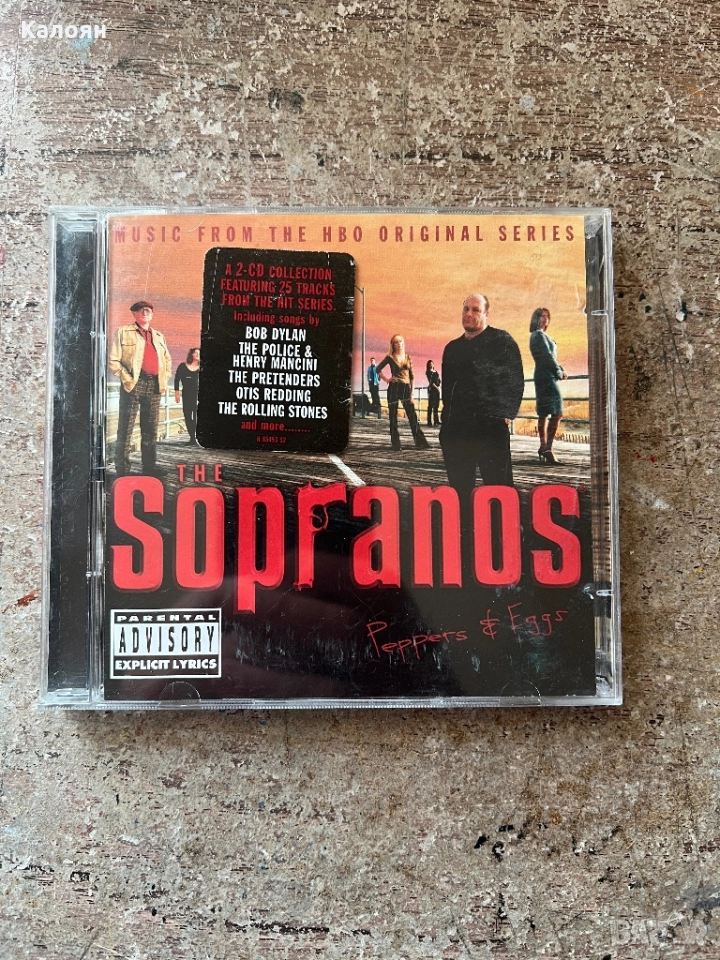 Калоян
MUSIC FROM THE HBO ORIGINAL SERIES
A 2-CD COLLECTION
FEATURING 25 TRACKS
FROM THE HIT SERIES.
Including songs by
BOB DYLAN
THE POLICE &
HENRY MANCINI
THE PRETENDERS
OTIS REDDING
THE ROLLING STONES
and more........
THE
Sopranos
Peppers & Eggs
PARENTAL
ADVISORY
EXPLICIT LYRICS